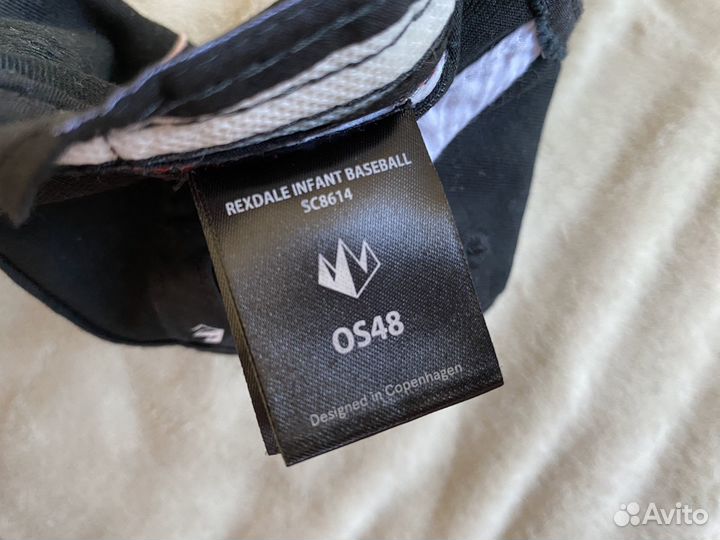 REXDALE INFANT BASEBALL
SC8614
OS48
Designed in Copenhagen
Avito